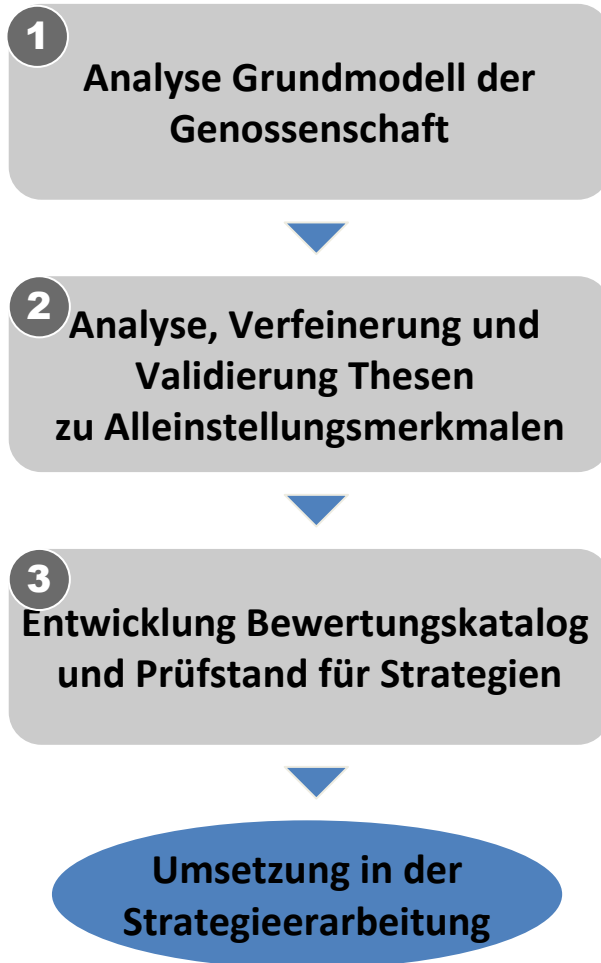 1
Analyse Grundmodell der
Genossenschaft
2
Analyse, Verfeinerung und
Validierung Thesen
zu Alleinstellungsmerkmalen
3
Entwicklung Bewertungskatalog
und Prüfstand für Strategien
Umsetzung in der
Strategieerarbeitung